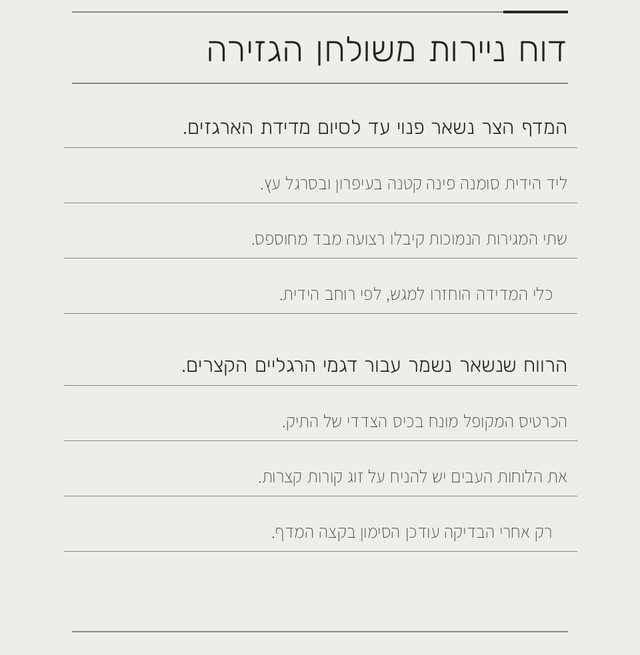 דוח ניירות משולחן הגזירה
המדף הצר נשאר פנוי עד לסיום מדידת הארגזים.
ליד הידית סומנה פינה קטנה בעיפרון ובסרגל עץ.
שתי המגירות הנמוכות קיבלו רצועה מבד מחוספס.
כלי המדידה הוחזרו למגש, לפי רוחב הידית.
הרווח שנשאר נשמר עבור דגמי הרגליים הקצרים.
הכרטיס המקופל מונח בכיס הצדדי של התיק.
את הלוחות העבים יש להניח על זוג קורות קצרות.
רק אחרי הבדיקה עודכן הסימון בקצה המדף.